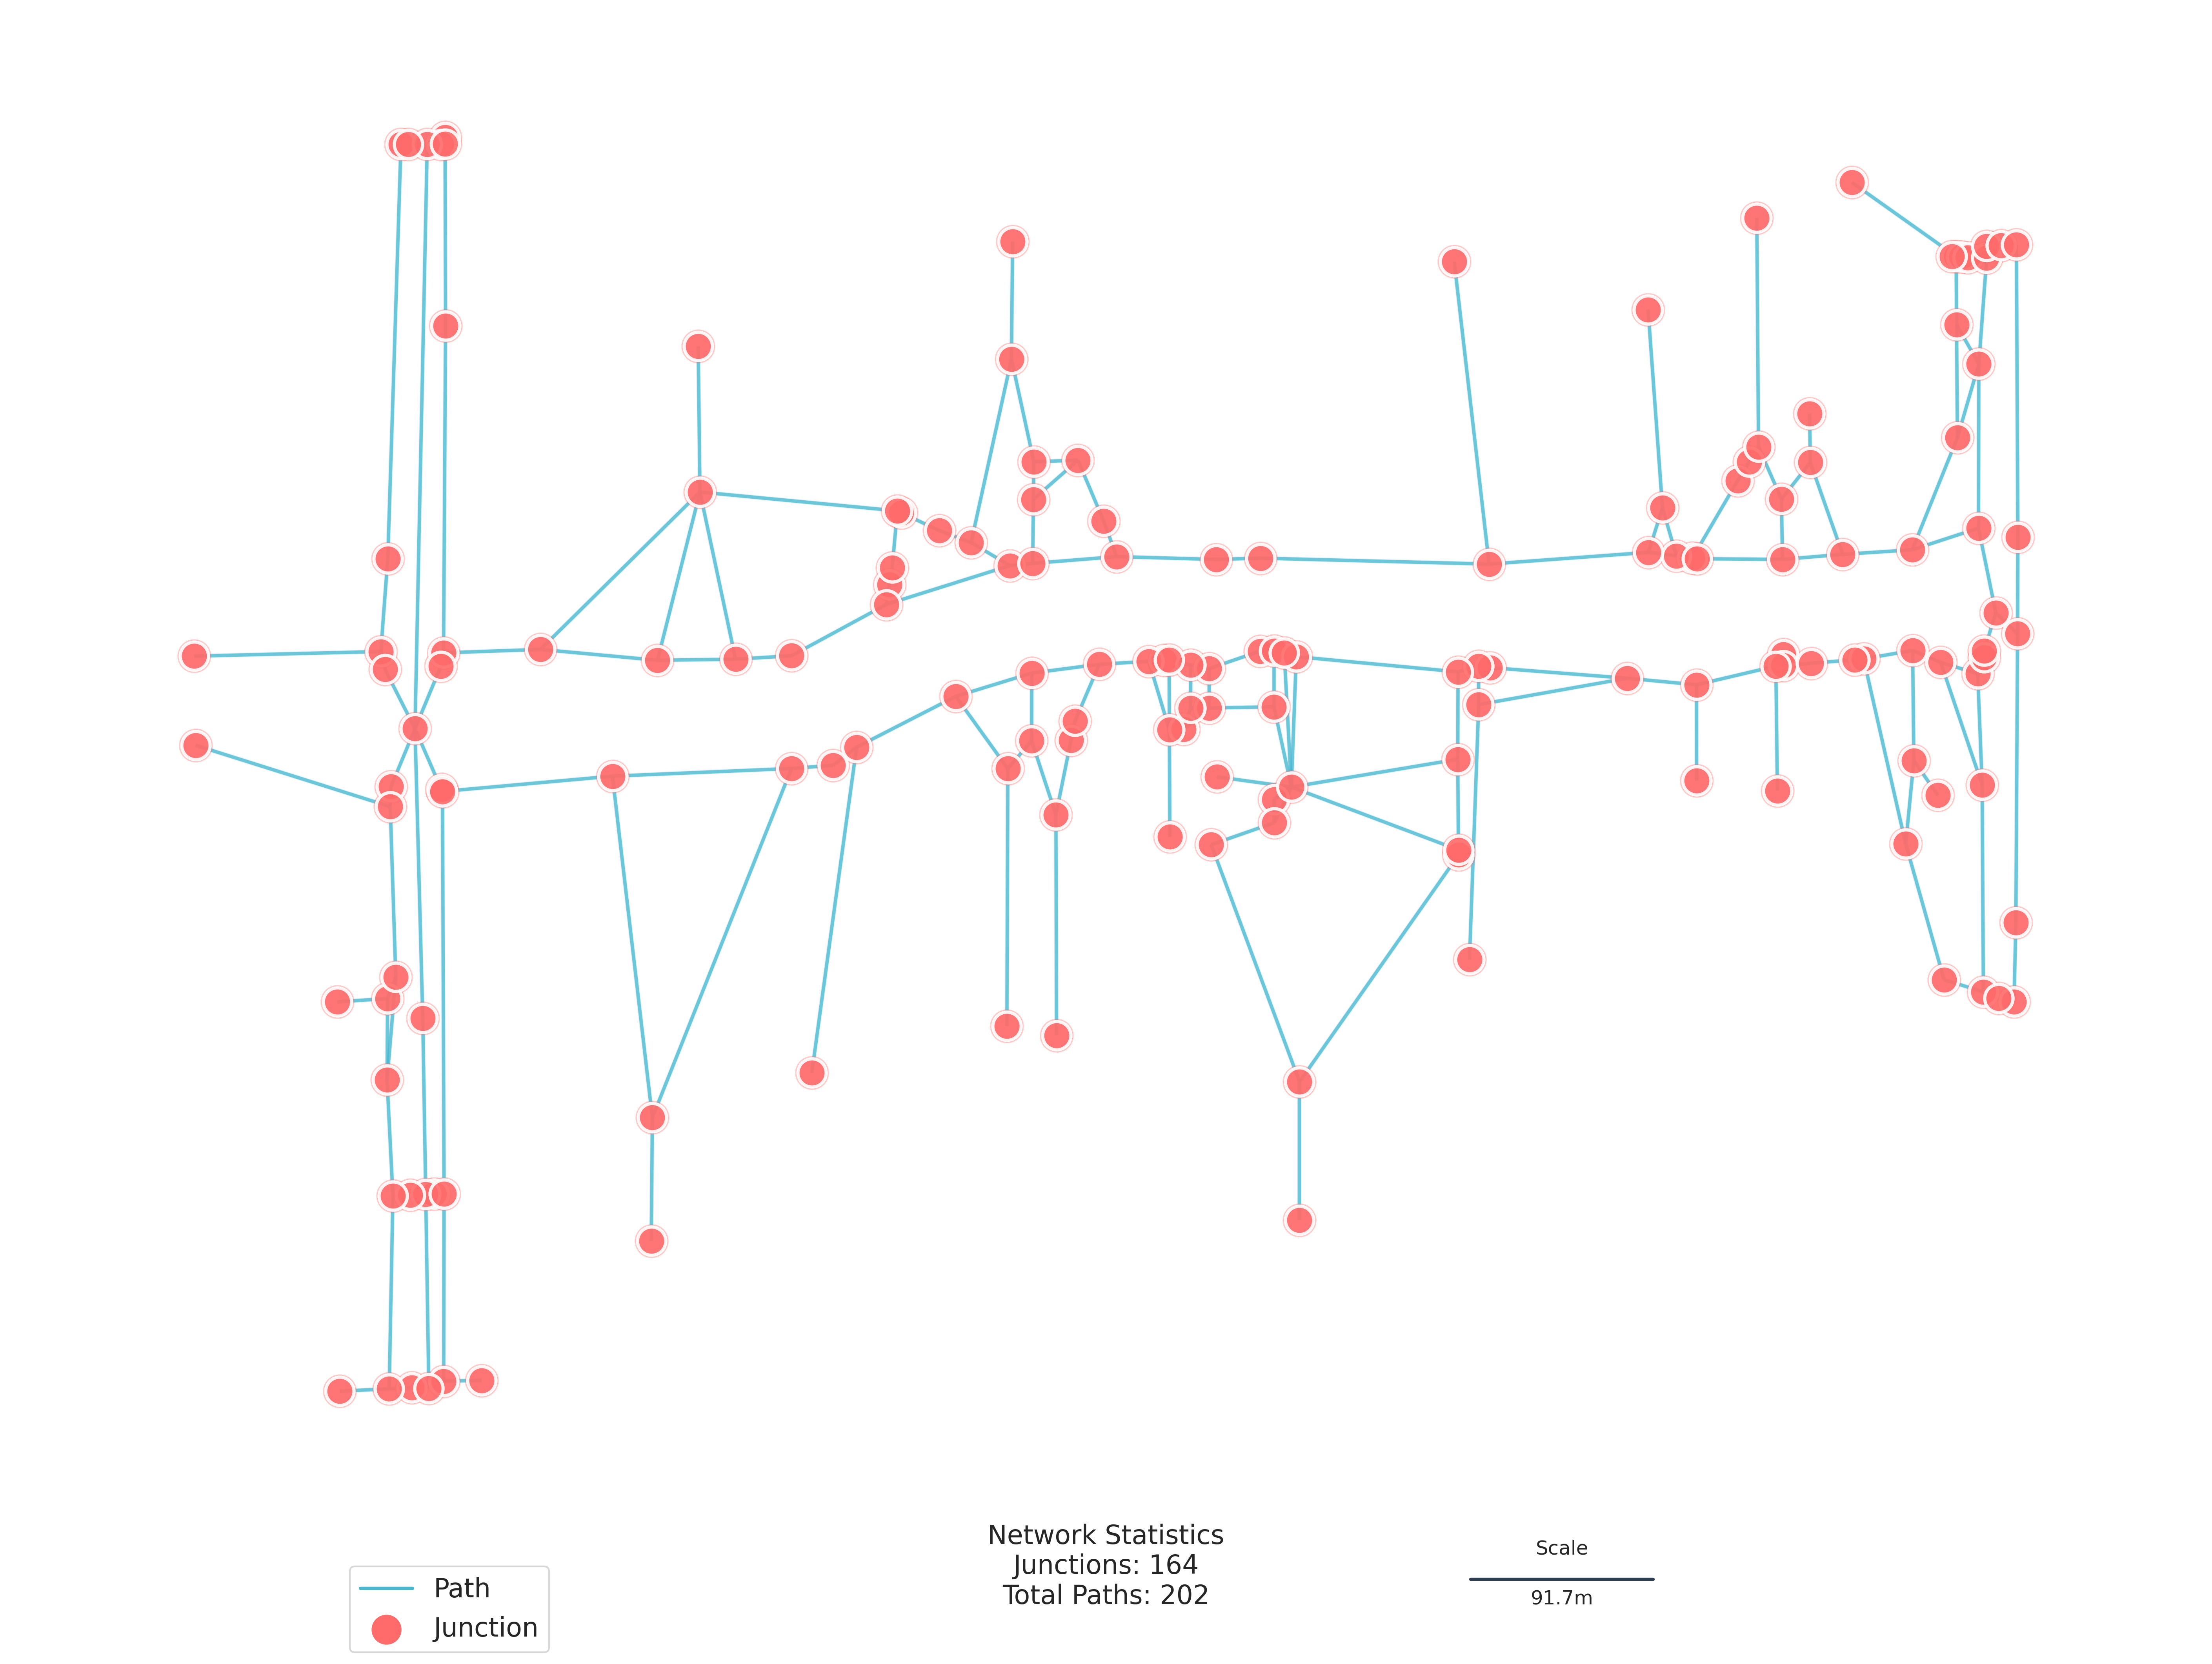 Network Statistics
Junctions: 164
Total Paths: 202
Scale
91.7m
Path
Junction